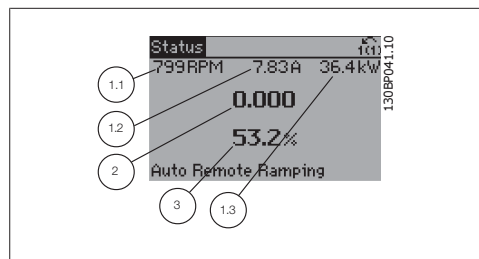 Status 1(1)
799RPM 7.83A 36.4kW
0.000
53.2%
Auto Remote Ramping
1.1
1.2
2
3
1.3
130BP041.10